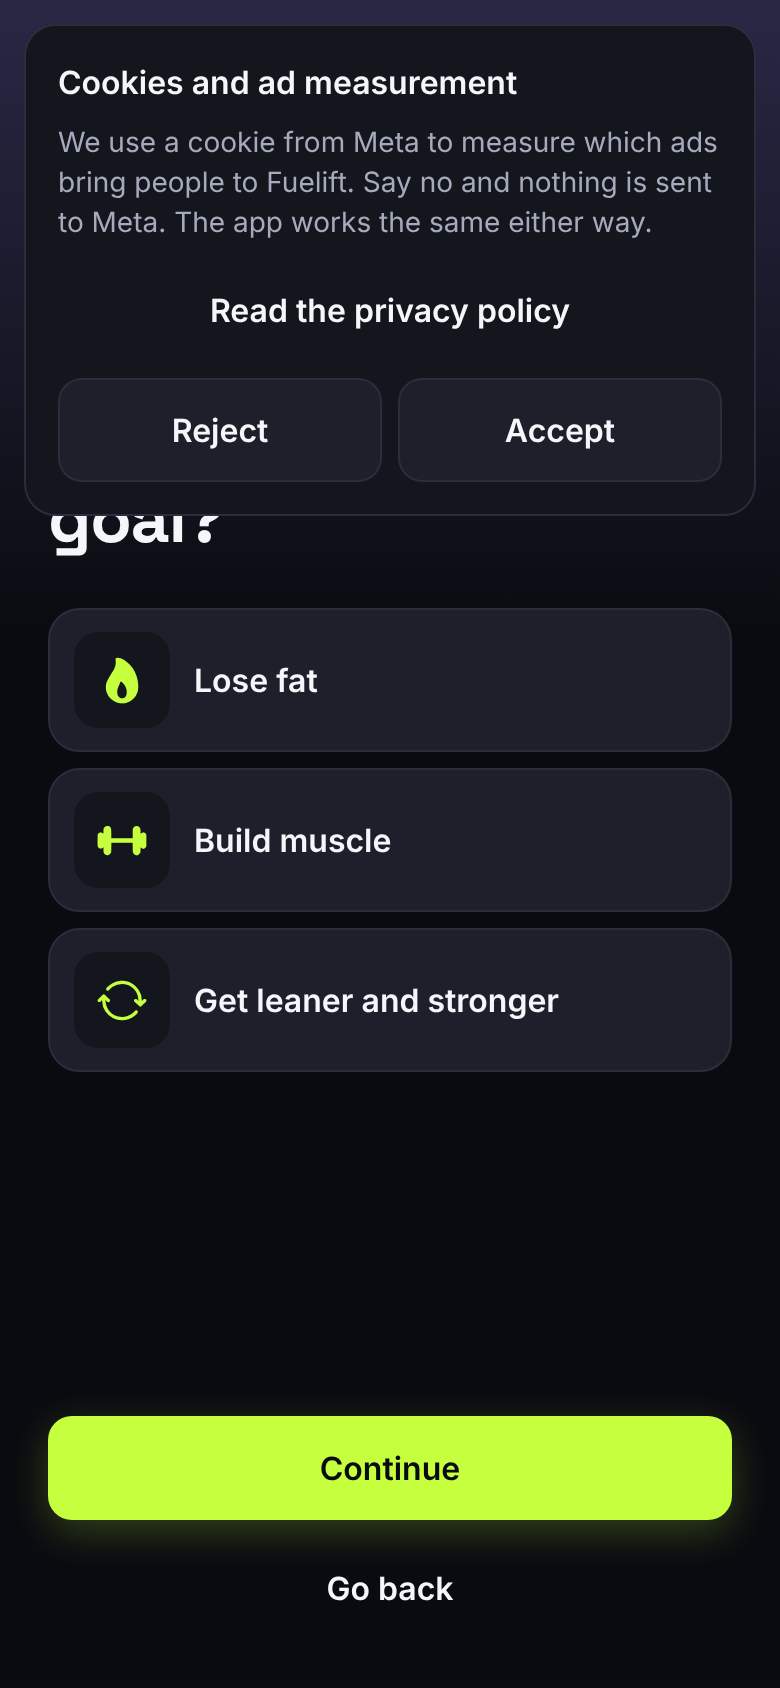 Cookies and ad measurement
We use a cookie from Meta to measure which ads
bring people to Fuelift. Say no and nothing is sent
to Meta. The app works the same either way.
Read the privacy policy
Reject
Accept
goal?
Lose fat
Build muscle
Get leaner and stronger
Continue
Go back